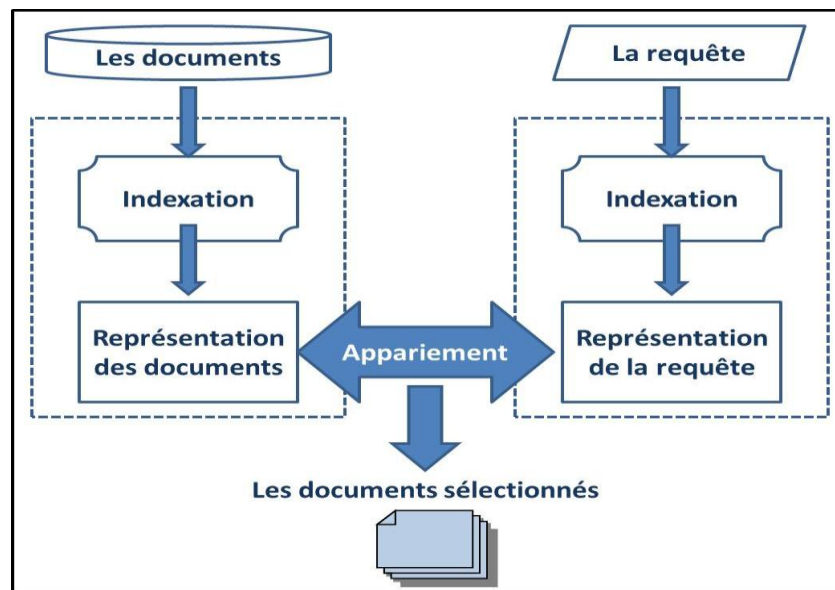 Les documents
La requête
Indexation
Indexation
Représentation
des documents
Appariement
Représentation
de la requête
Les documents sélectionnés